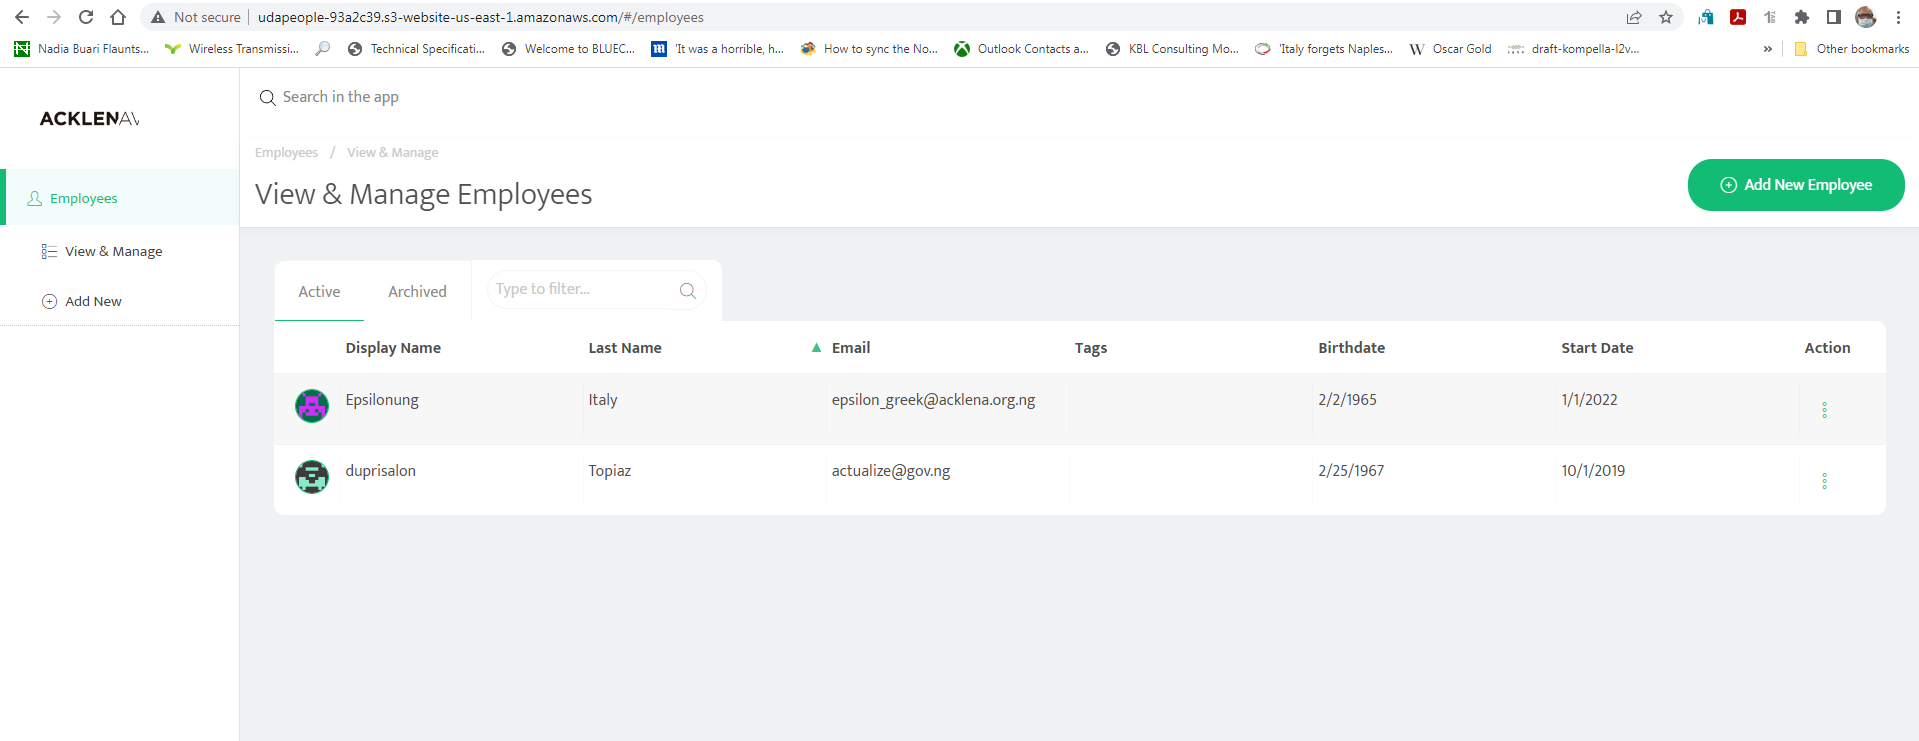 Not secure udapeople-93a2c39.s3-website-us-east-1.amazonaws.com/#/employees
Nadia Buari Flaunts... Wireless Transmissi... Technical Specificati... Welcome to BLUEC... 'It was a horrible, h... How to sync the No... Outlook Contacts a... KBL Consulting Mo... 'Italy forgets Naples... Oscar Gold draft-kompella-l2v... » Other bookmarks
ACKLENAV
Search in the app
Employees / View & Manage
View & Manage Employees
Add New Employee
Employees
View & Manage
Add New
Active Archived Type to filter...
Display Name Last Name ▲ Email Tags Birthdate Start Date Action
Epsilonung Italy epsilon_greek@acklena.org.ng 2/2/1965 1/1/2022
duprisalon Topiaz actualize@gov.ng 2/25/1967 10/1/2019